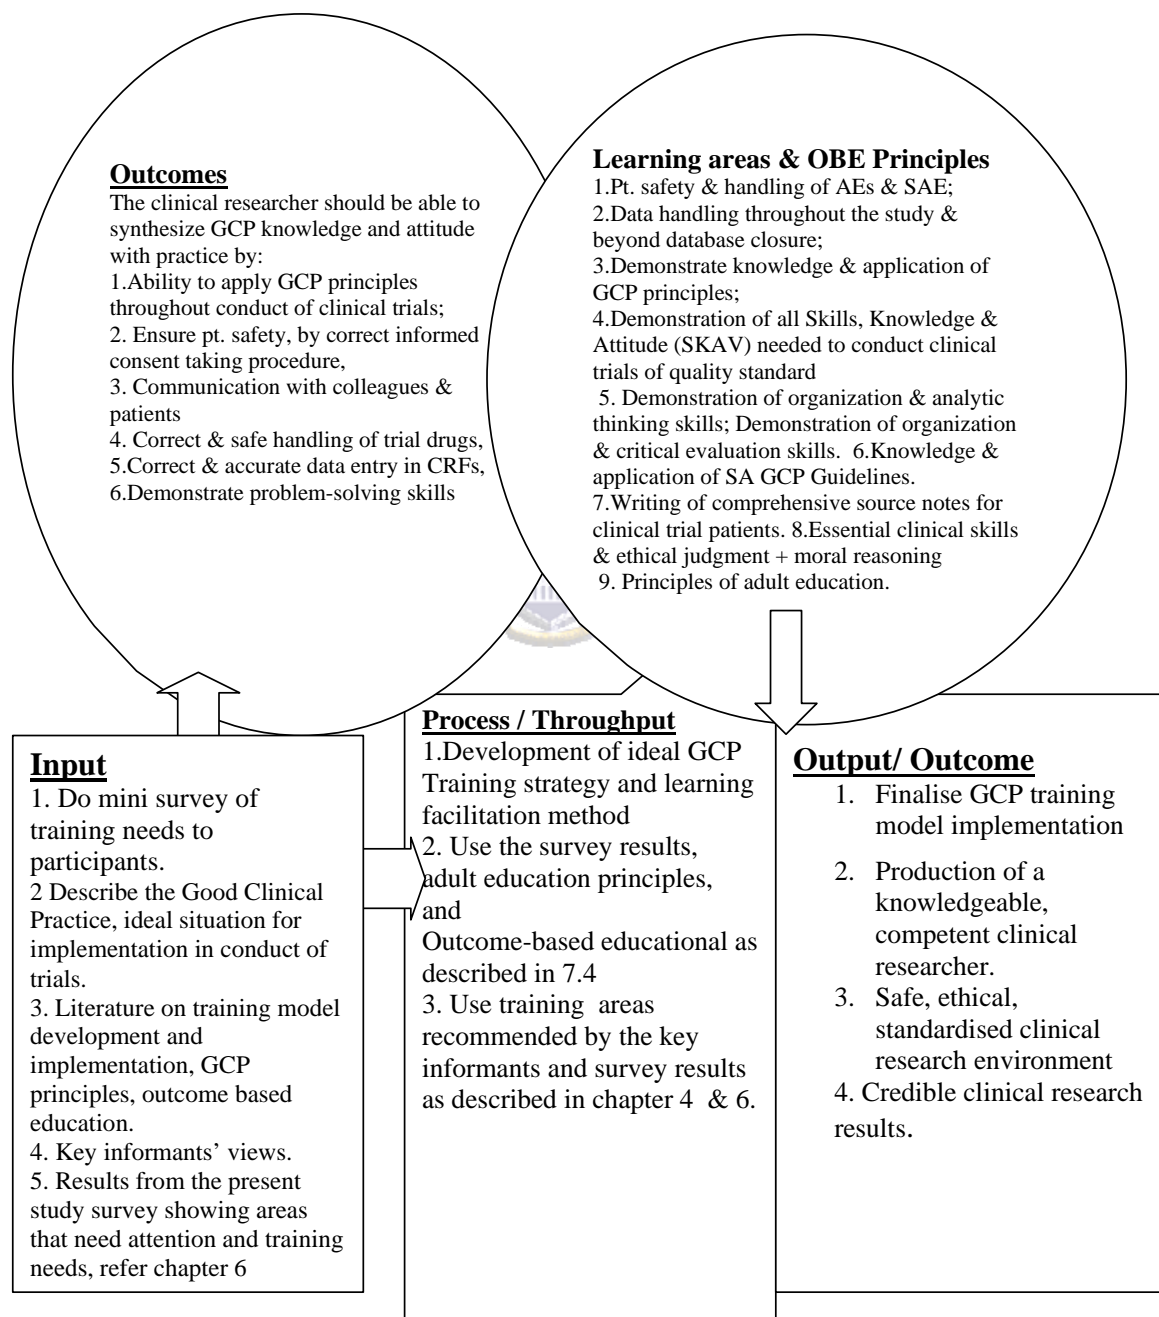 Outcomes
The clinical researcher should be able to
synthesize GCP knowledge and attitude
with practice by:
1.Ability to apply GCP principles
throughout conduct of clinical trials;
2. Ensure pt. safety, by correct informed
consent taking procedure,
3. Communication with colleagues &
patients
4. Correct & safe handling of trial drugs,
5.Correct & accurate data entry in CRFs,
6.Demonstrate problem-solving skills
Learning areas & OBE Principles
1.Pt. safety & handling of AEs & SAE;
2.Data handling throughout the study &
beyond database closure;
3.Demonstrate knowledge & application of
GCP principles;
4.Demonstration of all Skills, Knowledge &
Attitude (SKAV) needed to conduct clinical
trials of quality standard
5. Demonstration of organization & analytic
thinking skills; Demonstration of organization
& critical evaluation skills. 6.Knowledge &
application of SA GCP Guidelines.
7.Writing of comprehensive source notes for
clinical trial patients. 8.Essential clinical skills
& ethical judgment + moral reasoning
9. Principles of adult education.
Input
1. Do mini survey of
training needs to
participants.
2 Describe the Good Clinical
Practice, ideal situation for
implementation in conduct of
trials.
3. Literature on training model
development and
implementation, GCP
principles, outcome based
education.
4. Key informants’ views.
5. Results from the present
study survey showing areas
that need attention and training
needs, refer chapter 6
Process / Throughput
1.Development of ideal GCP
Training strategy and learning
facilitation method
2. Use the survey results,
adult education principles,
and
Outcome-based educational as
described in 7.4
3. Use training areas
recommended by the key
informants and survey results
as described in chapter 4 & 6.
Output/ Outcome
1. Finalise GCP training
model implementation
2. Production of a
knowledgeable,
competent clinical
researcher.
3. Safe, ethical,
standardised clinical
research environment
4. Credible clinical research
results.